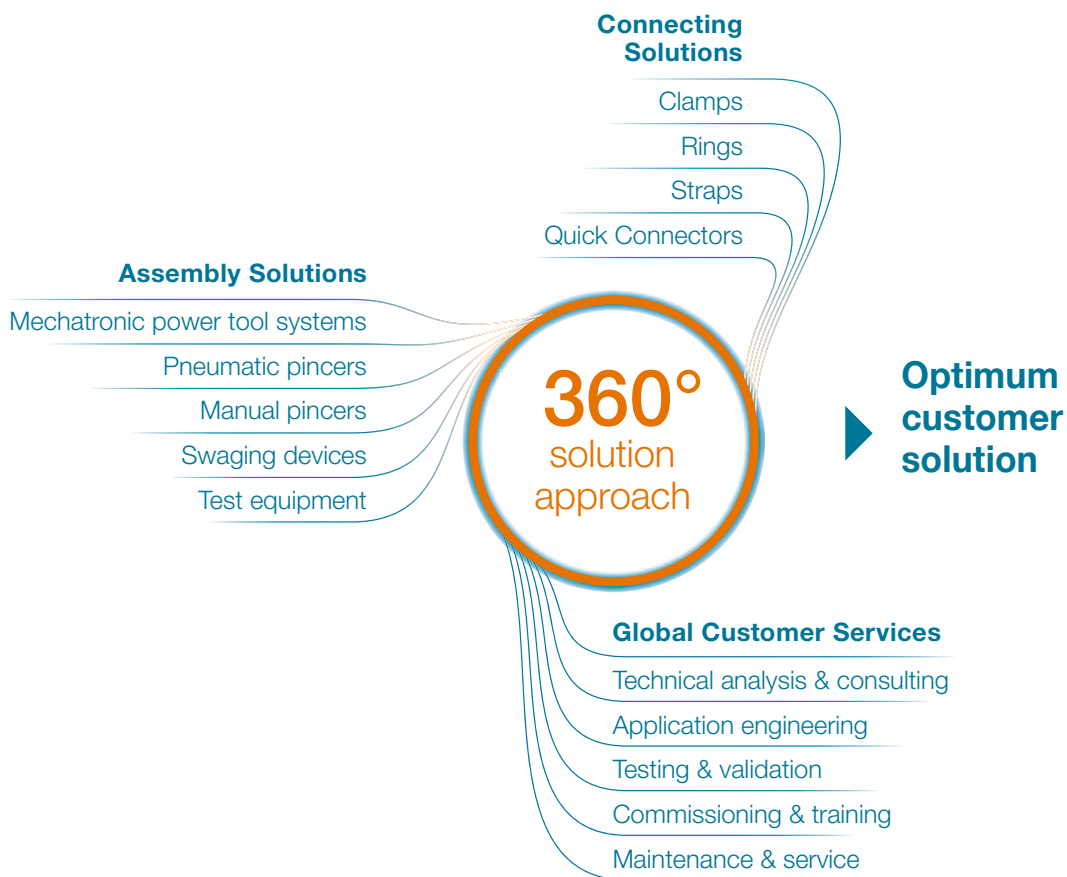 Connecting
Solutions
Clamps
Rings
Straps
Quick Connectors
Assembly Solutions
Mechatronic power tool systems
Pneumatic pincers
Manual pincers
Swaging devices
Test equipment
360°
solution
approach
Optimum
customer
solution
Global Customer Services
Technical analysis & consulting
Application engineering
Testing & validation
Commissioning & training
Maintenance & service